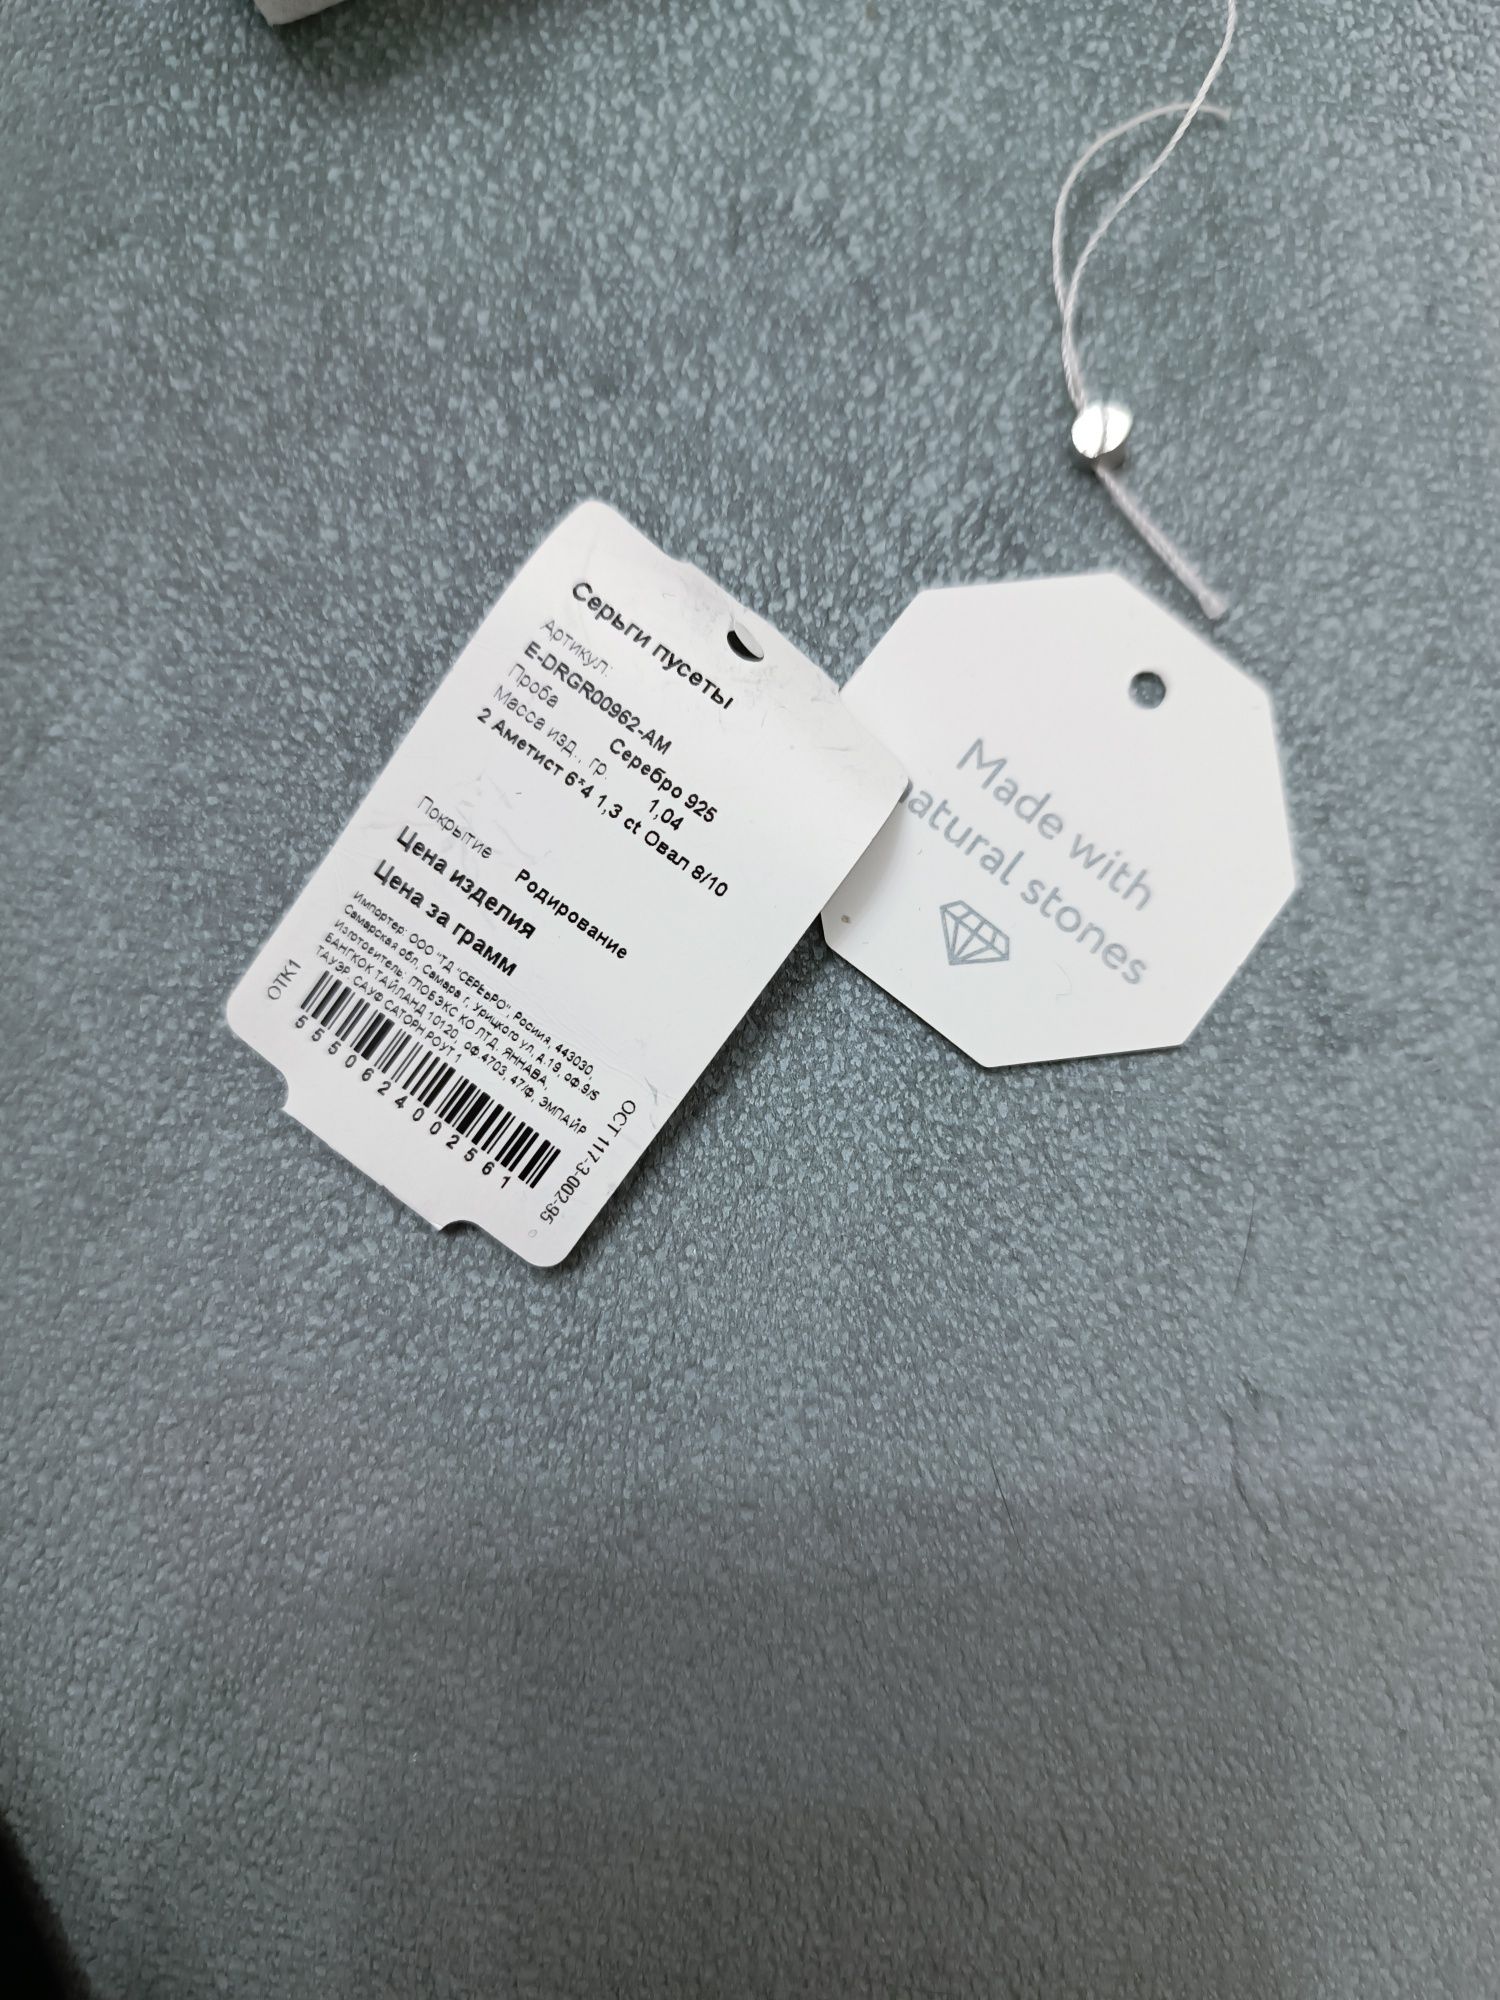 Серьги пусеты
Артикул:
E-DRGR00962-AM
Проба Серебро 925
Масса изд., гр. 1,04
2 Аметист 6*4 1,3 ct Овал 8/10
Покрытие Родирование
Цена изделия
Цена за грамм
Импортер: ООО "ТД "СЕРЕБРО", Россия, 443030,
Самарская обл, Самара г, Урицкого ул, д.19, оф.9/5
Изготовитель: ГЛОБЭКС КО ЛТД, ЯННАВА,
БАНГКОК ТАЙЛАНД 10120, оф.4703, 47/ф, ЭМПАЙР
ТАУЭР, САУФ САТОРН РОУТ 1
ОТК1
5550624002561
ОСТ 117-3-002-95
Made with
natural stones